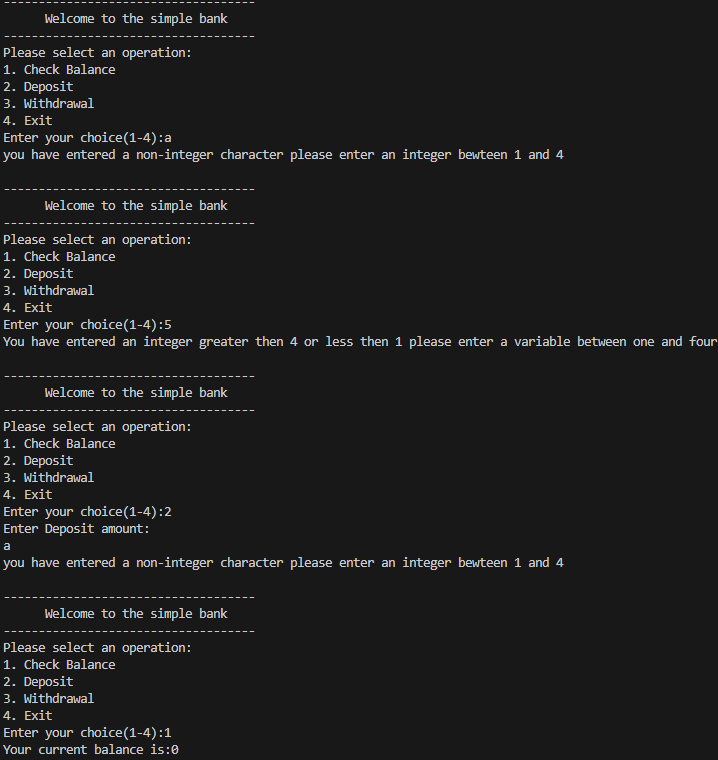 -----------------------------------
      Welcome to the simple bank
-----------------------------------
Please select an operation:
1. Check Balance
2. Deposit
3. Withdrawal
4. Exit
Enter your choice(1-4):a
you have entered a non-integer character please enter an integer bewteen 1 and 4

------------------------------------
      Welcome to the simple bank
------------------------------------
Please select an operation:
1. Check Balance
2. Deposit
3. Withdrawal
4. Exit
Enter your choice(1-4):5
You have entered an integer greater then 4 or less then 1 please enter a variable between one and four

------------------------------------
      Welcome to the simple bank
------------------------------------
Please select an operation:
1. Check Balance
2. Deposit
3. Withdrawal
4. Exit
Enter your choice(1-4):2
Enter Deposit amount:
a
you have entered a non-integer character please enter an integer bewteen 1 and 4

------------------------------------
      Welcome to the simple bank
------------------------------------
Please select an operation:
1. Check Balance
2. Deposit
3. Withdrawal
4. Exit
Enter your choice(1-4):1
Your current balance is:0